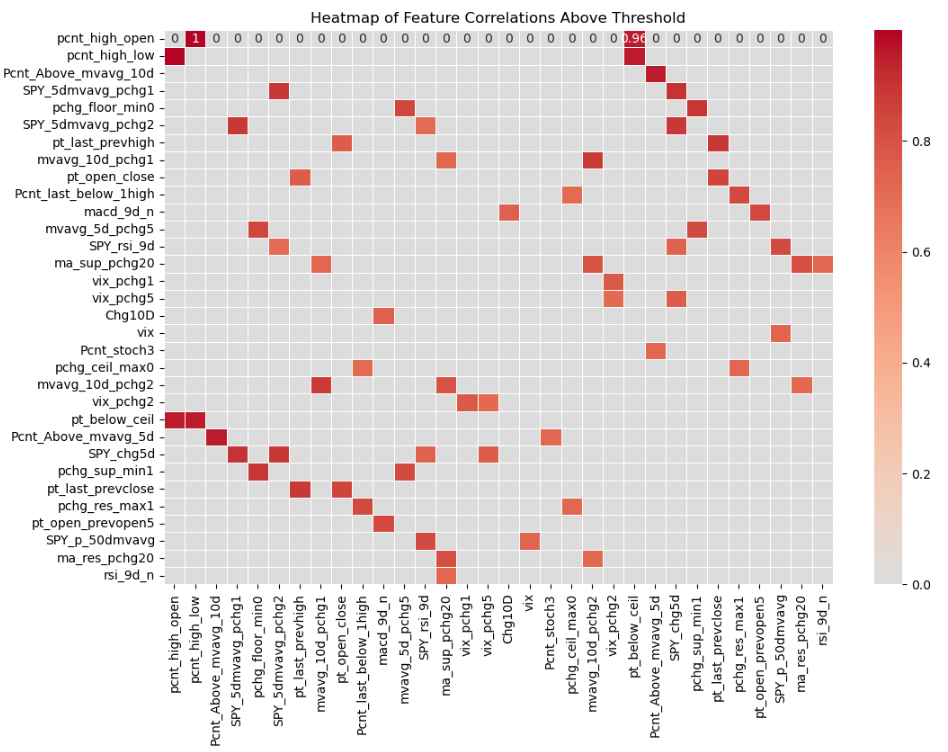 Heatmap of Feature Correlations Above Threshold
pcnt_high_open
0 1 0 0 0 0 0 0 0 0 0 0 0 0 0 0 0 0 0 0 0 0 0.96 0 0 0 0 0 0 0 0 0
pcnt_high_low
Pcnt_Above_mvavg_10d
SPY_5dmvavg_pchg1
pchg_floor_min0
SPY_5dmvavg_pchg2
pt_last_prevhigh
mvavg_10d_pchg1
pt_open_close
Pcnt_last_below_1high
macd_9d_n
mvavg_5d_pchg5
SPY_rsi_9d
ma_sup_pchg20
vix_pchg1
vix_pchg5
Chg10D
vix
Pcnt_stoch3
pchg_ceil_max0
mvavg_10d_pchg2
vix_pchg2
pt_below_ceil
Pcnt_Above_mvavg_5d
SPY_chg5d
pchg_sup_min1
pt_last_prevclose
pchg_res_max1
pt_open_prevopen5
SPY_p_50dmvavg
ma_res_pchg20
rsi_9d_n
pcnt_high_open
pcnt_high_low
Pcnt_Above_mvavg_10d
SPY_5dmvavg_pchg1
pchg_floor_min0
SPY_5dmvavg_pchg2
pt_last_prevhigh
mvavg_10d_pchg1
pt_open_close
Pcnt_last_below_1high
macd_9d_n
mvavg_5d_pchg5
SPY_rsi_9d
ma_sup_pchg20
vix_pchg1
vix_pchg5
Chg10D
vix
Pcnt_stoch3
pchg_ceil_max0
mvavg_10d_pchg2
vix_pchg2
pt_below_ceil
Pcnt_Above_mvavg_5d
SPY_chg5d
pchg_sup_min1
pt_last_prevclose
pchg_res_max1
pt_open_prevopen5
SPY_p_50dmvavg
ma_res_pchg20
rsi_9d_n
0.8
0.6
0.4
0.2
0.0